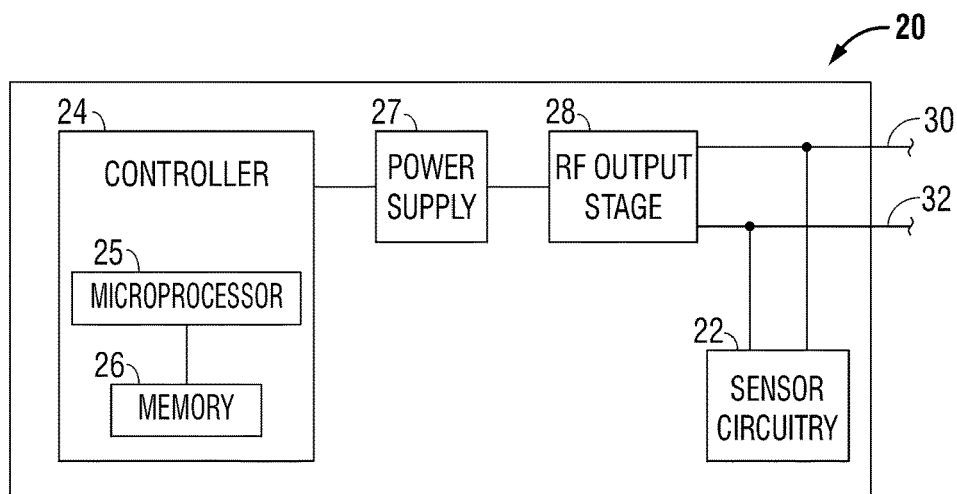 20
24
CONTROLLER
27
POWER
SUPPLY
28
RF OUTPUT
STAGE
30
32
25
MICROPROCESSOR
26
MEMORY
22
SENSOR
CIRCUITRY